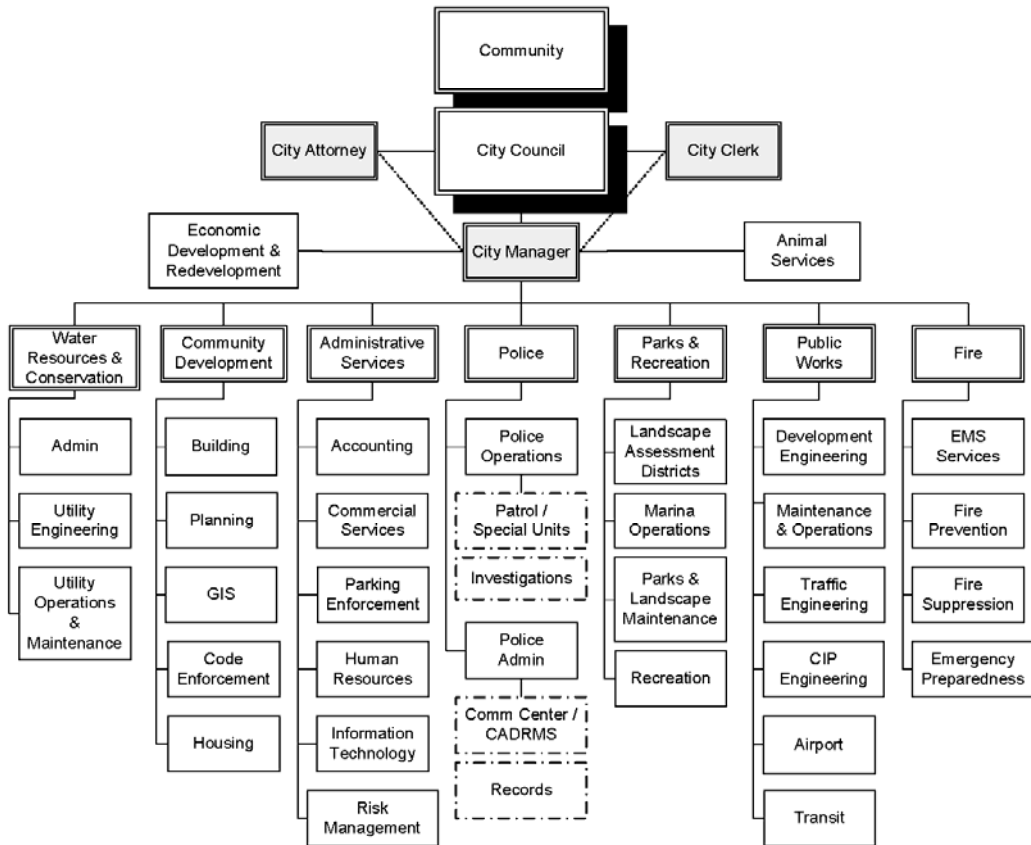 Community
City Attorney
City Council
City Clerk
Economic
Development &
Redevelopment
City Manager
Animal
Services
Water
Resources &
Conservation
Community
Development
Administrative
Services
Police
Parks &
Recreation
Public
Works
Fire
Admin
Utility
Engineering
Utility
Operations
&
Maintenance
Building
Planning
GIS
Code
Enforcement
Housing
Accounting
Commercial
Services
Parking
Enforcement
Human
Resources
Information
Technology
Risk
Management
Police
Operations
Patrol /
Special Units
Investigations
Police
Admin
Comm Center /
CADRMS
Records
Landscape
Assessment
Districts
Marina
Operations
Parks &
Landscape
Maintenance
Recreation
Development
Engineering
Maintenance
& Operations
Traffic
Engineering
CIP
Engineering
Airport
Transit
EMS
Services
Fire
Prevention
Fire
Suppression
Emergency
Preparedness